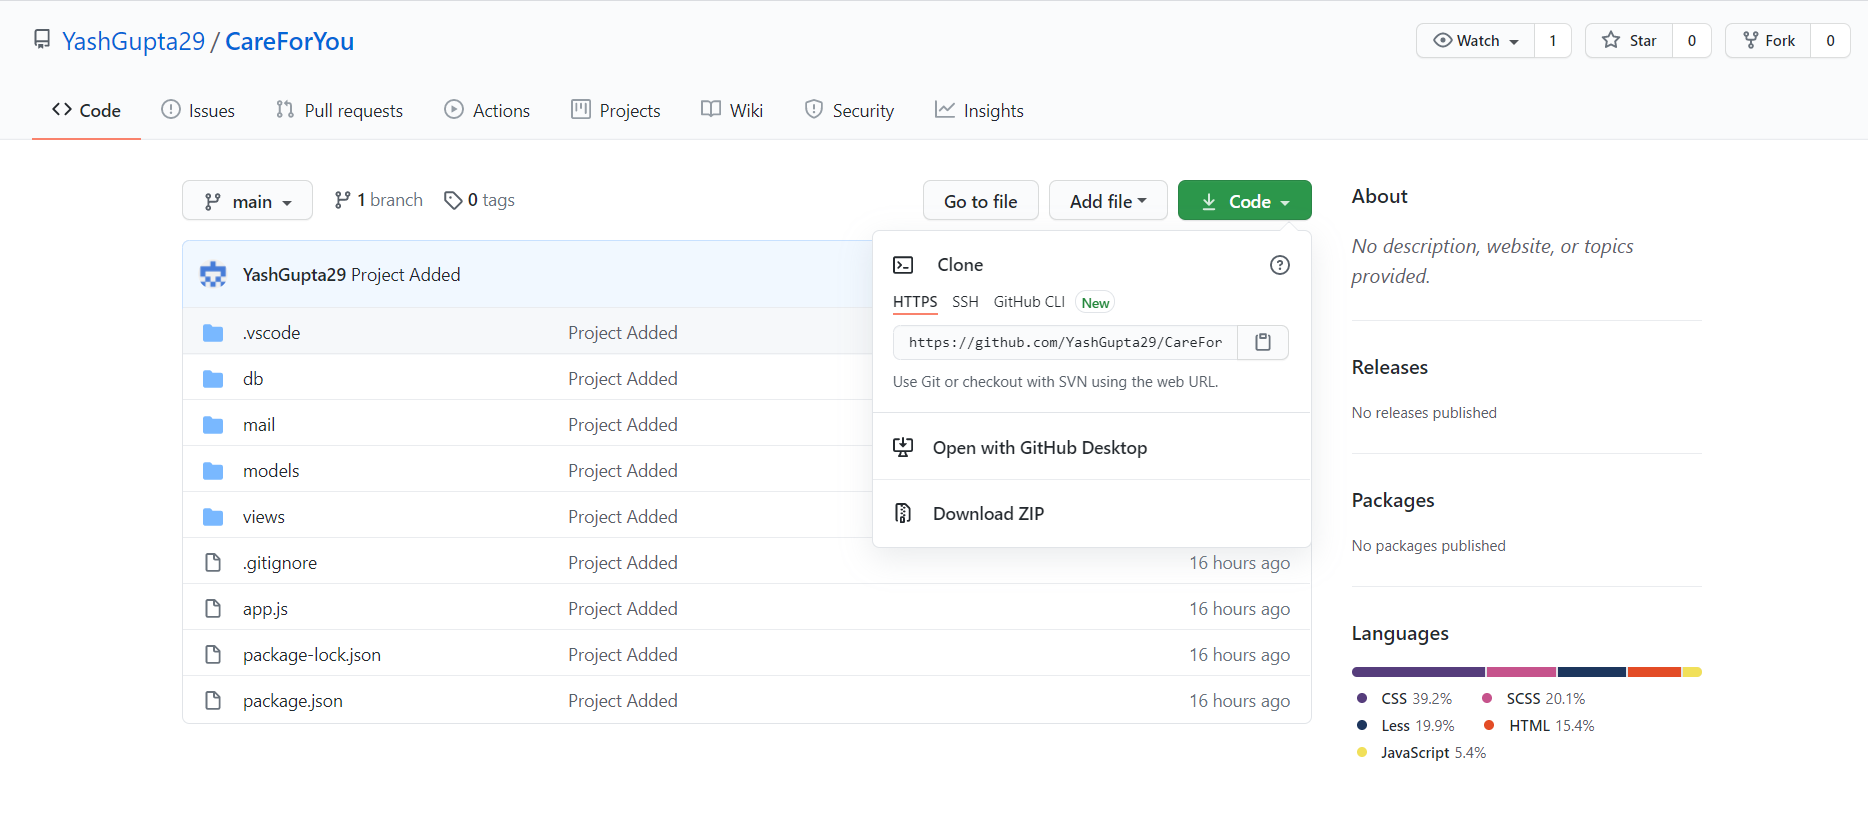 YashGupta29 / CareForYou
Watch 1 Star 0 Fork 0
Code Issues Pull requests Actions Projects Wiki Security Insights
main 1 branch 0 tags Go to file Add file Code
YashGupta29 Project Added
.vscode Project Added
db Project Added
mail Project Added
models Project Added
views Project Added
.gitignore Project Added 16 hours ago
app.js Project Added 16 hours ago
package-lock.json Project Added 16 hours ago
package.json Project Added 16 hours ago
Clone
HTTPS SSH GitHub CLI New
https://github.com/YashGupta29/CareFor
Use Git or checkout with SVN using the web URL.
Open with GitHub Desktop
Download ZIP
About
No description, website, or topics
provided.
Releases
No releases published
Packages
No packages published
Languages
CSS 39.2% SCSS 20.1%
Less 19.9% HTML 15.4%
JavaScript 5.4%